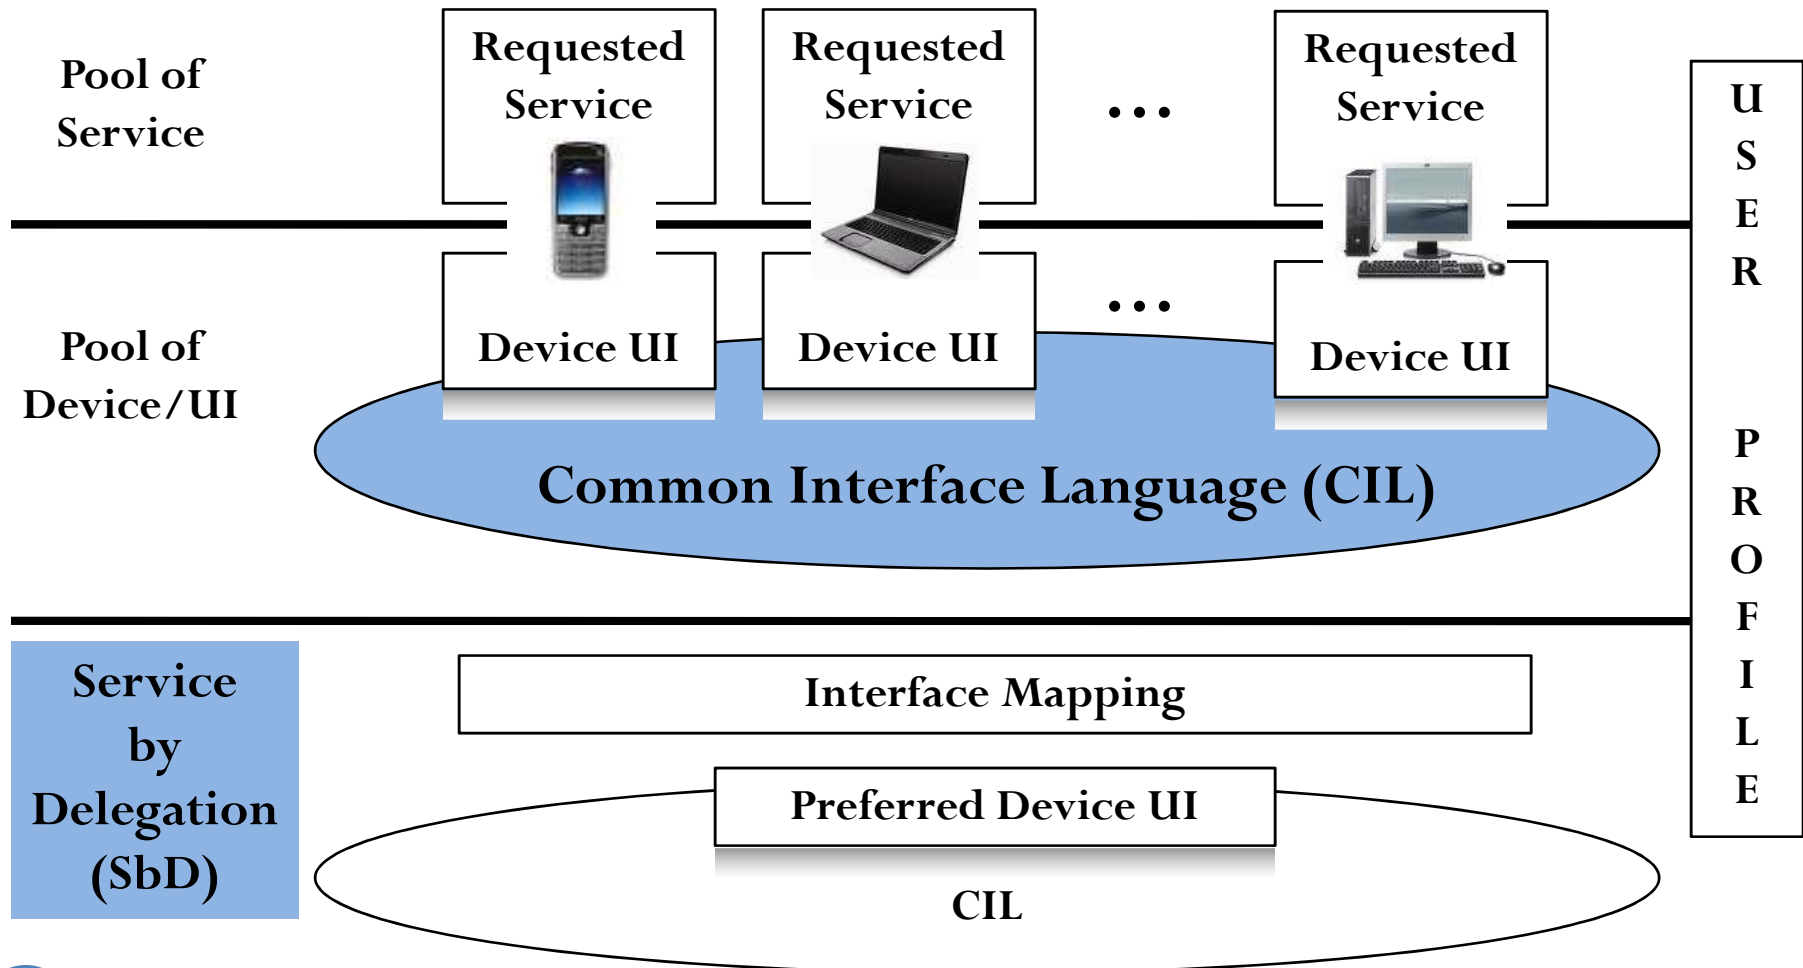 Pool of
Service
Requested
Service
Requested
Service
...
Requested
Service
Pool of
Device/UI
Device UI
Device UI
...
Device UI
Common Interface Language (CIL)
Service
by
Delegation
(SbD)
Interface Mapping
Preferred Device UI
CIL
U
S
E
R
P
R
O
F
I
L
E